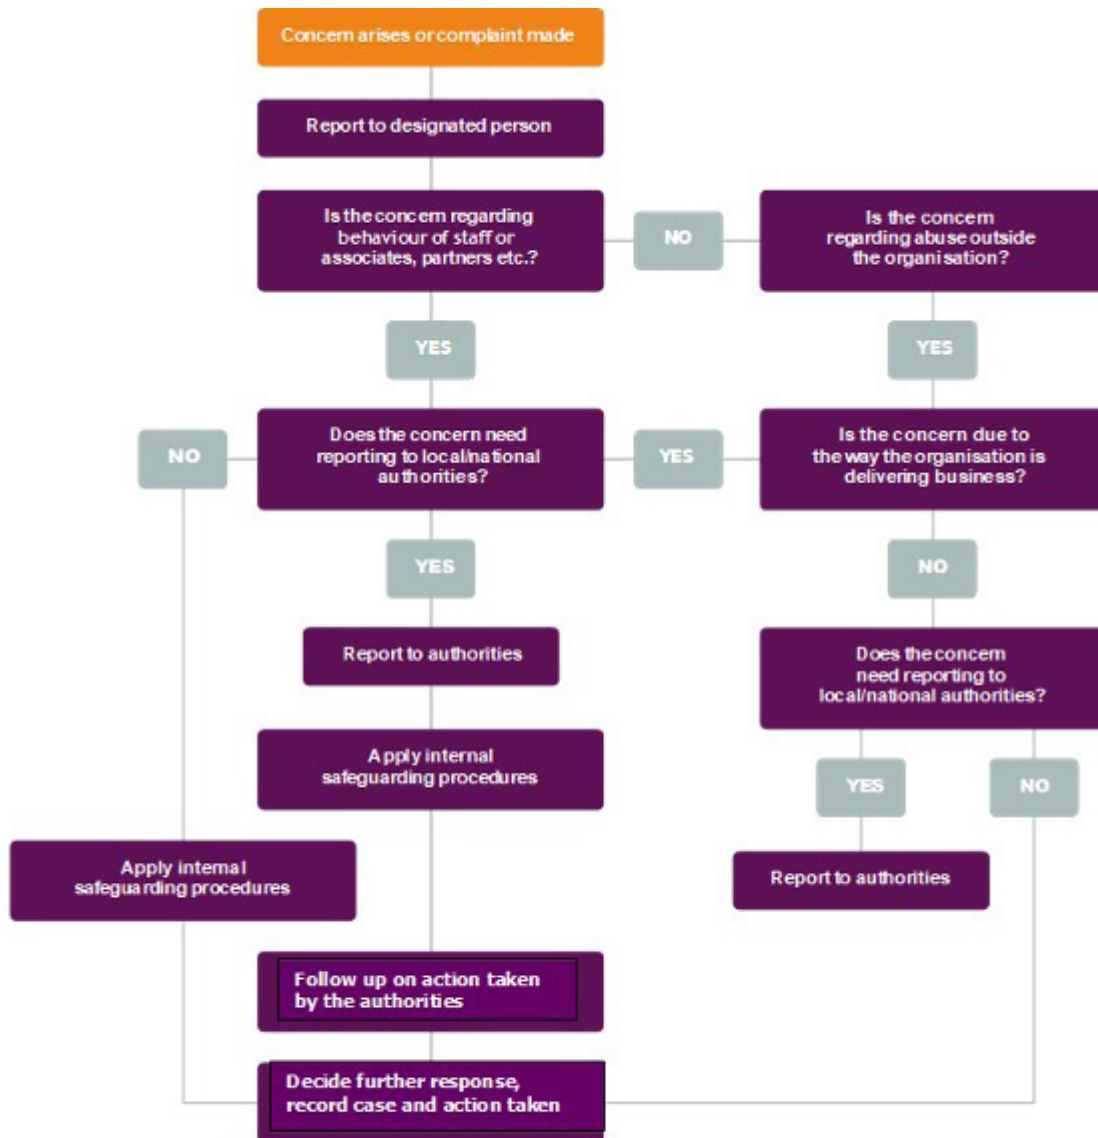 Concern arises or complaint made
Report to designated person
Is the concern regarding
behaviour of staff or
associates, partners etc.?
NO
Is the concern
regarding abuse outside
the organisation?
YES
YES
NO
Does the concern need
reporting to local/national
authorities?
YES
Is the concern due to
the way the organisation is
delivering business?
YES
NO
Report to authorities
Does the concern
need reporting to
local/national authorities?
Apply internal
safeguarding procedures
YES
NO
Apply internal
safeguarding procedures
Report to authorities
Follow up on action taken
by the authorities
Decide further response,
record case and action taken